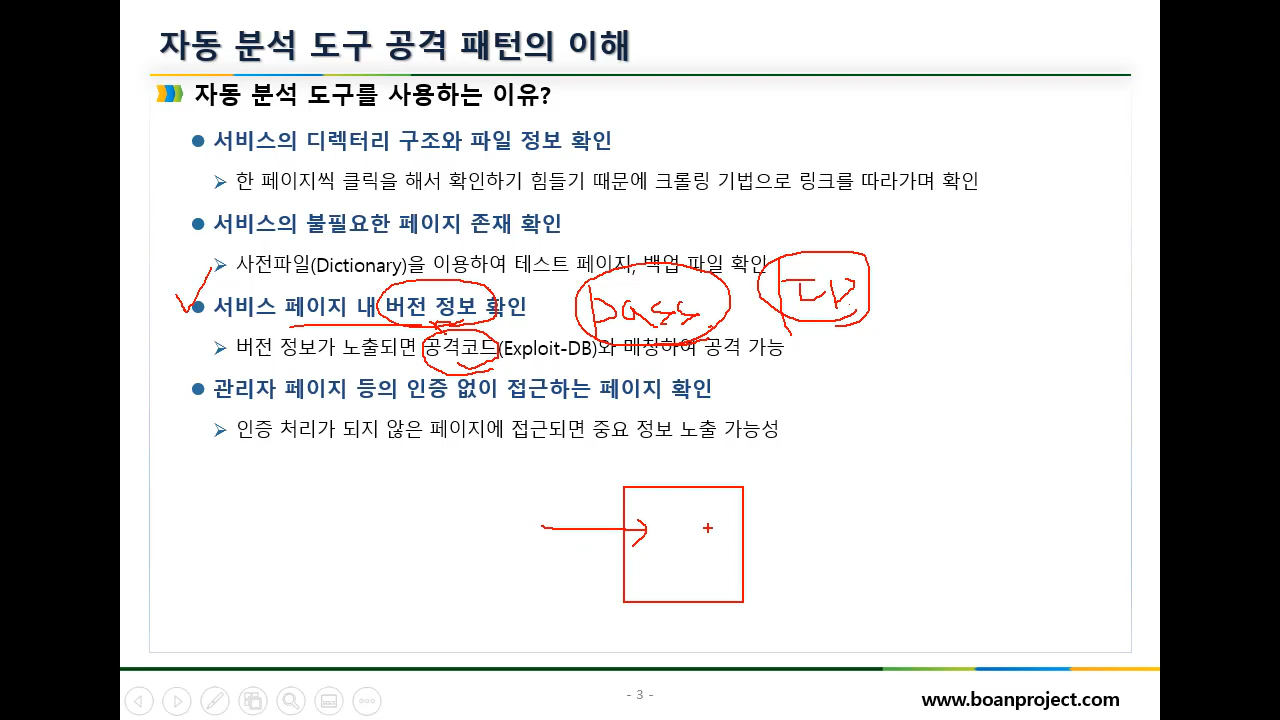 자동 분석 도구 공격 패턴의 이해
자동 분석 도구를 사용하는 이유?
서비스의 디렉터리 구조와 파일 정보 확인
한 페이지씩 클릭을 해서 확인하기 힘들기 때문에 크롤링 기법으로 링크를 따라가며 확인
서비스의 불필요한 페이지 존재 확인
사전파일(Dictionary)을 이용하여 테스트 페이지, 백업 파일 확인
서비스 페이지 내 버전 정보 확인
pass
버전 정보가 노출되면 공격코드(Exploit-DB)와 매칭하여 공격 가능
관리자 페이지 등의 인증 없이 접근하는 페이지 확인
인증 처리가 되지 않은 페이지에 접근되면 중요 정보 노출 가능성
- 3 -
www.boanproject.com